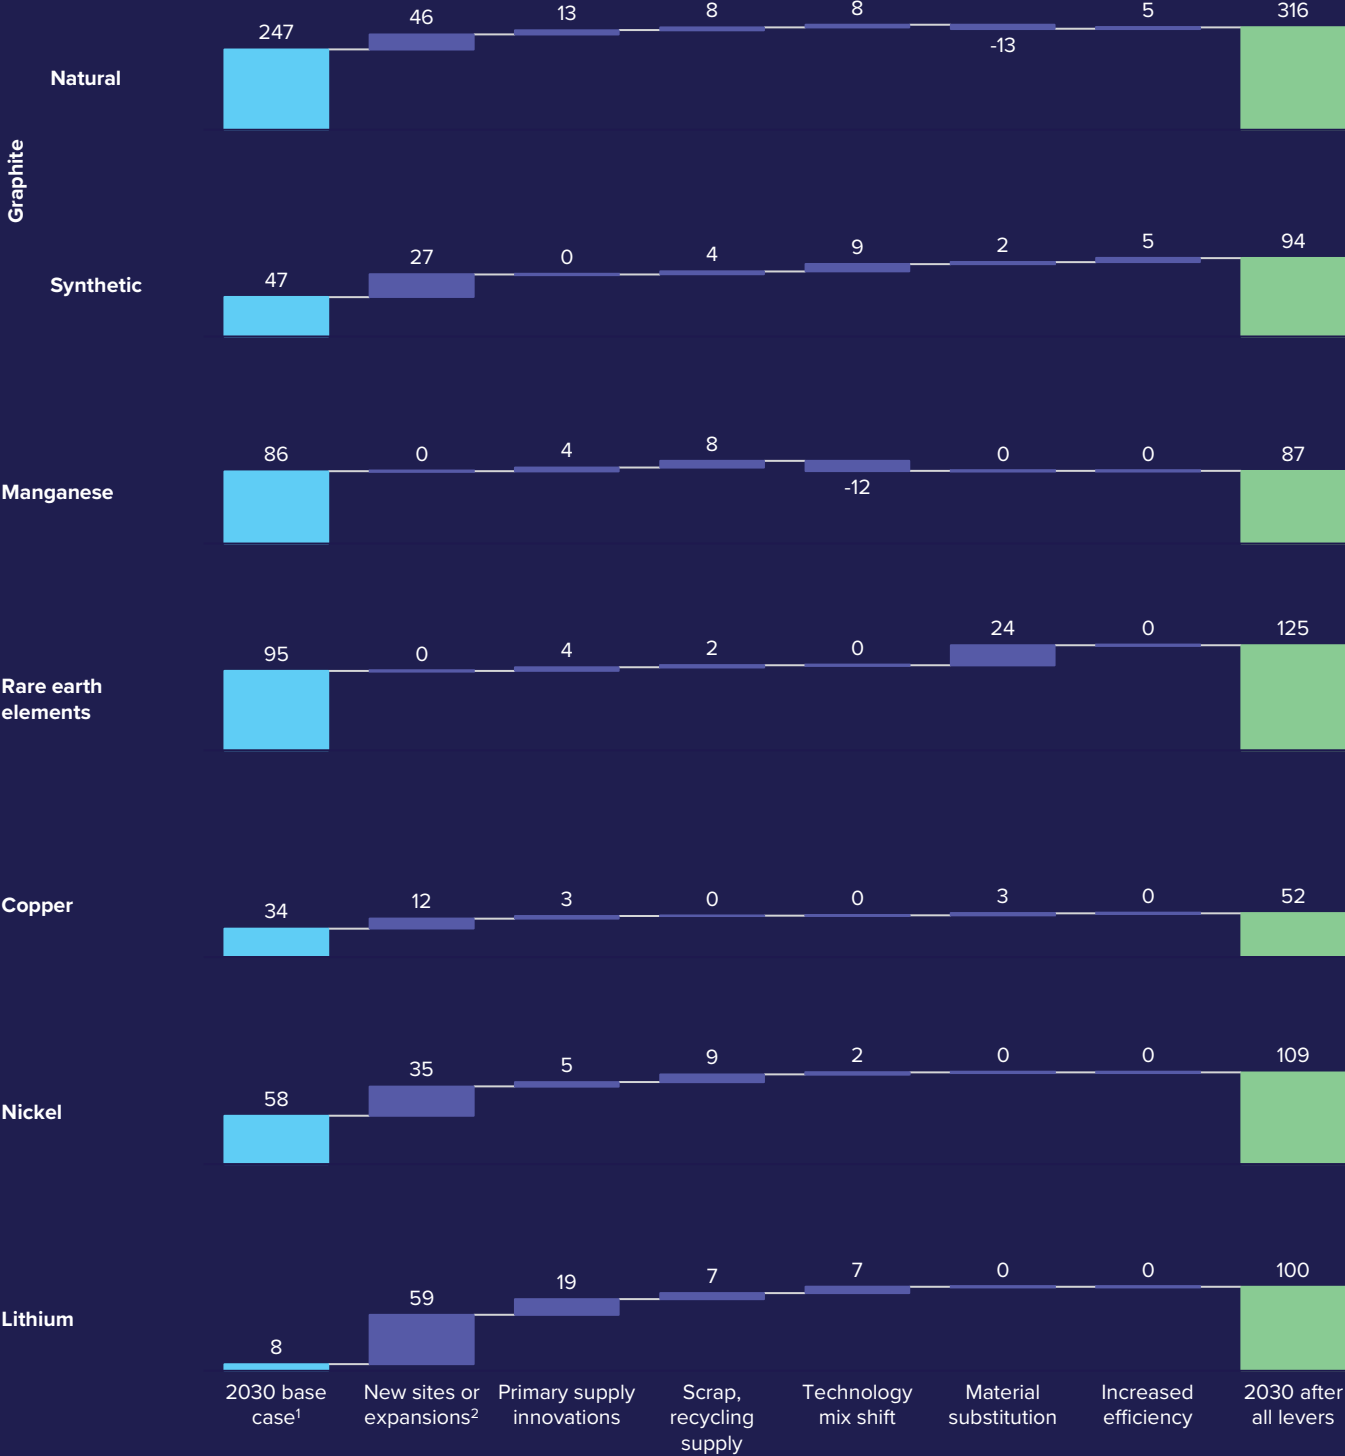 Graphite
Natural
247
46
13
8
8
-13
5
316
Synthetic
47
27
0
4
9
2
5
94
Manganese
86
0
4
8
-12
0
0
87
Rare earth
elements
95
0
4
2
0
24
0
125
Copper
34
12
3
0
0
3
0
52
Nickel
58
35
5
9
2
0
0
109
Lithium
8
59
19
7
7
0
0
100
2030 base
case¹
New sites or
expansions²
Primary supply
innovations
Scrap,
recycling
supply
Technology
mix shift
Material
substitution
Increased
efficiency
2030 after
all levers